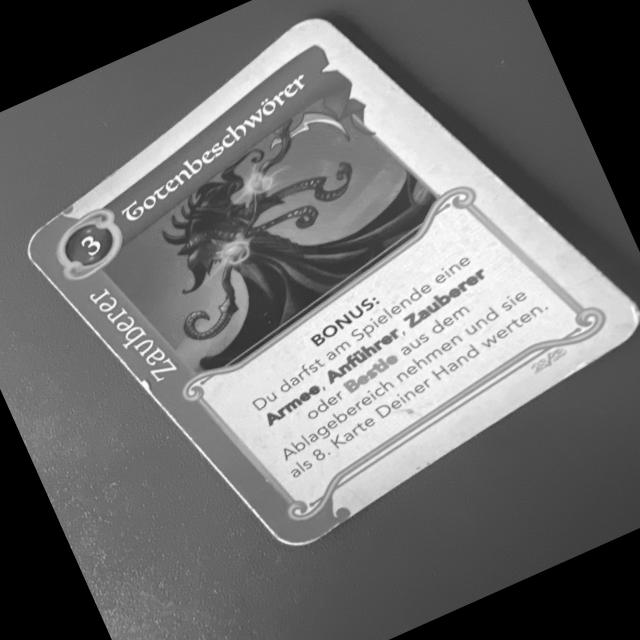 3
Totenbeschwörer
Zauberer
BONUS:
Du darfst am Spielende eine
Armee, Anführer, Zauberer
oder Bestie aus dem
Ablagebereich nehmen und sie
als 8. Karte Deiner Hand werten.